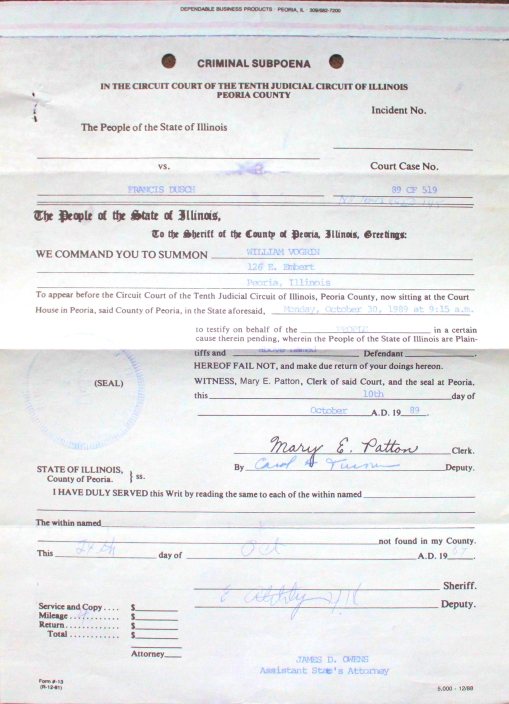 DEPENDABLE BUSINESS PRODUCTS · PEORIA, IL · 309/682-7200
CRIMINAL SUBPOENA
IN THE CIRCUIT COURT OF THE TENTH JUDICIAL CIRCUIT OF ILLINOIS
PEORIA COUNTY
Incident No.
The People of the State of Illinois
vs.
Court Case No.
FRANCIS DUSCH
89 CF 519
The People of the State of Illinois,
To the Sheriff of the County of Peoria, Illinois, Greetings:
WE COMMAND YOU TO SUMMON WILLIAM VOGRIN
126 E. Embert
Peoria, Illinois
To appear before the Circuit Court of the Tenth Judicial Circuit of Illinois, Peoria County, now sitting at the Court
House in Peoria, said County of Peoria, in the State aforesaid, Monday, October 30, 1989 at 9:15 a.m.
to testify on behalf of the PEOPLE in a certain
cause therein pending, wherein the People of the State of Illinois are Plain-
tiffs and Defendant
HEREOF FAIL NOT, and make due return of your doings hereon.
(SEAL)
WITNESS, Mary E. Patton, Clerk of said Court, and the seal at Peoria,
this 10th day of
October A.D. 19 89.
Mary E. Patton Clerk.
STATE OF ILLINOIS,
County of Peoria. } ss.
By Carol Deputy.
I HAVE DULY SERVED this Writ by reading the same to each of the within named
The within named
not found in my County.
This 24th day of Oct A.D. 19
Sheriff.
Deputy.
Service and Copy .... $
Mileage $
Return $
Total $
Attorney
JAMES D. OWENS
Assistant State's Attorney
Form #-13
(R-12-81)
5,000 - 12/88